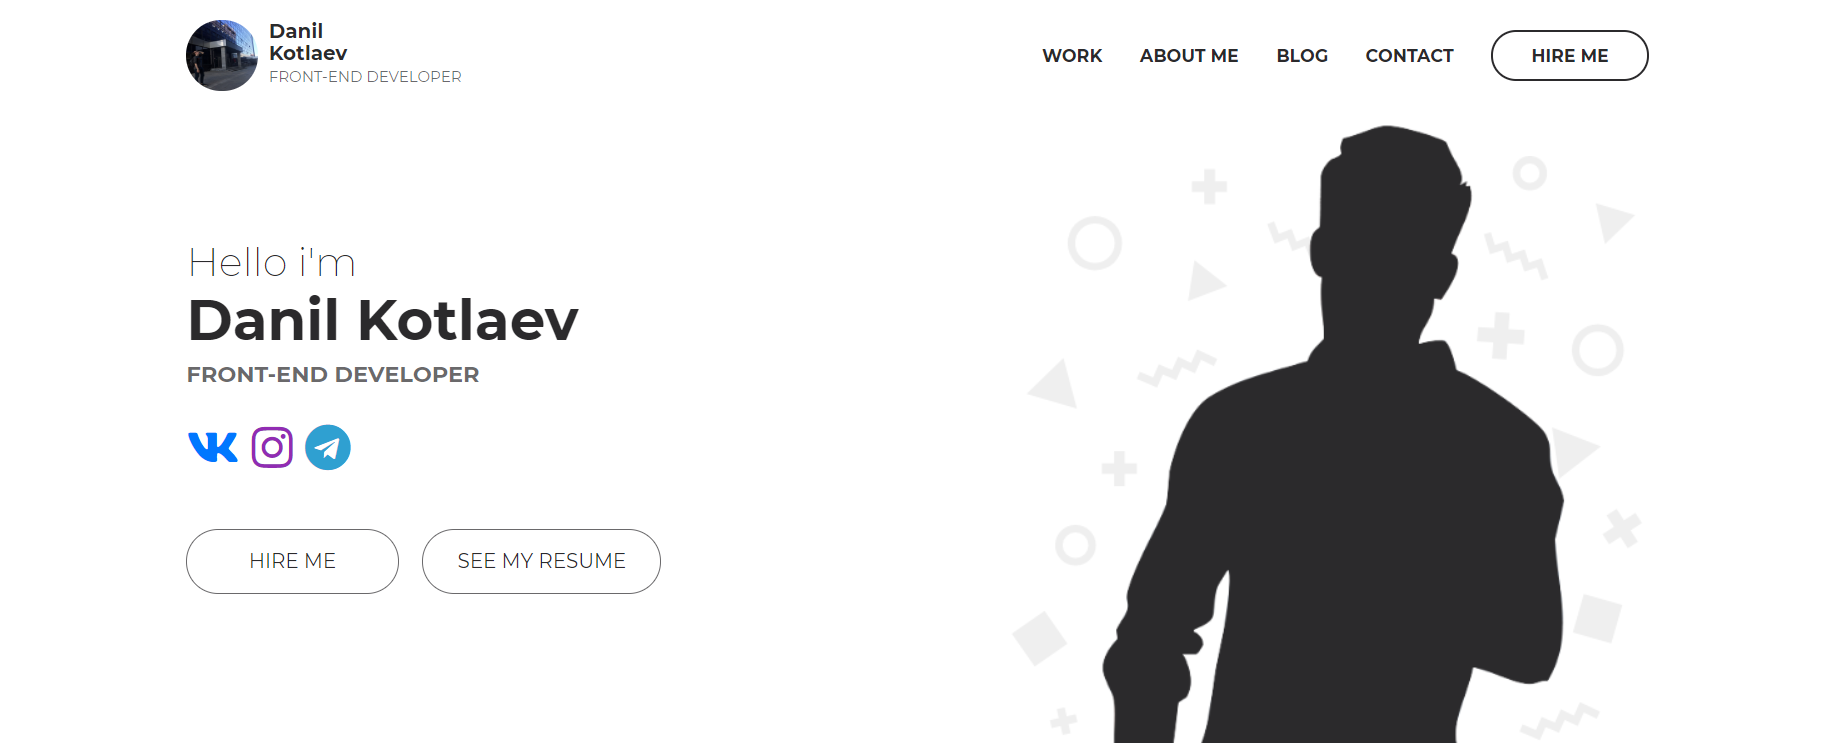 Danil
Kotlaev
FRONT-END DEVELOPER
WORK ABOUT ME BLOG CONTACT HIRE ME
Hello i'm
Danil Kotlaev
FRONT-END DEVELOPER
HIRE ME SEE MY RESUME